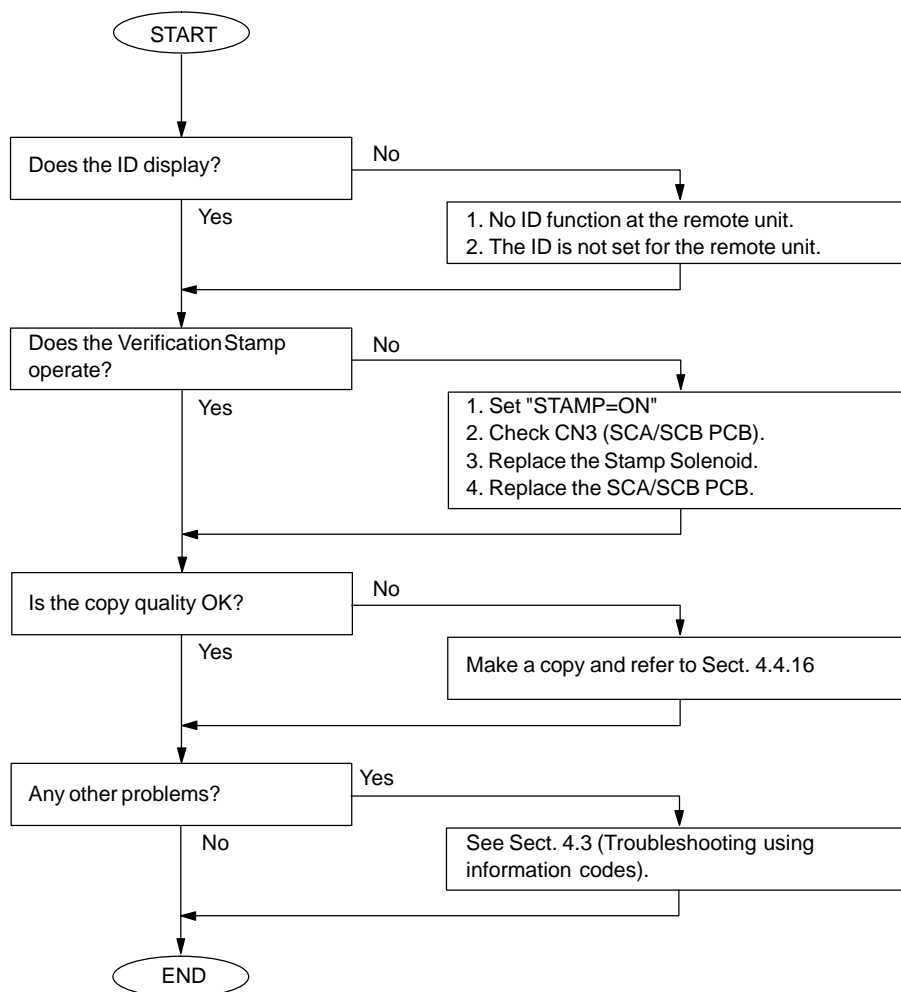 START
Does the ID display?
No
Yes
1. No ID function at the remote unit.
2. The ID is not set for the remote unit.
Does the Verification Stamp
operate?
No
Yes
1. Set "STAMP=ON"
2. Check CN3 (SCA/SCB PCB).
3. Replace the Stamp Solenoid.
4. Replace the SCA/SCB PCB.
Is the copy quality OK?
No
Yes
Make a copy and refer to Sect. 4.4.16
Any other problems?
Yes
No
See Sect. 4.3 (Troubleshooting using
information codes).
END